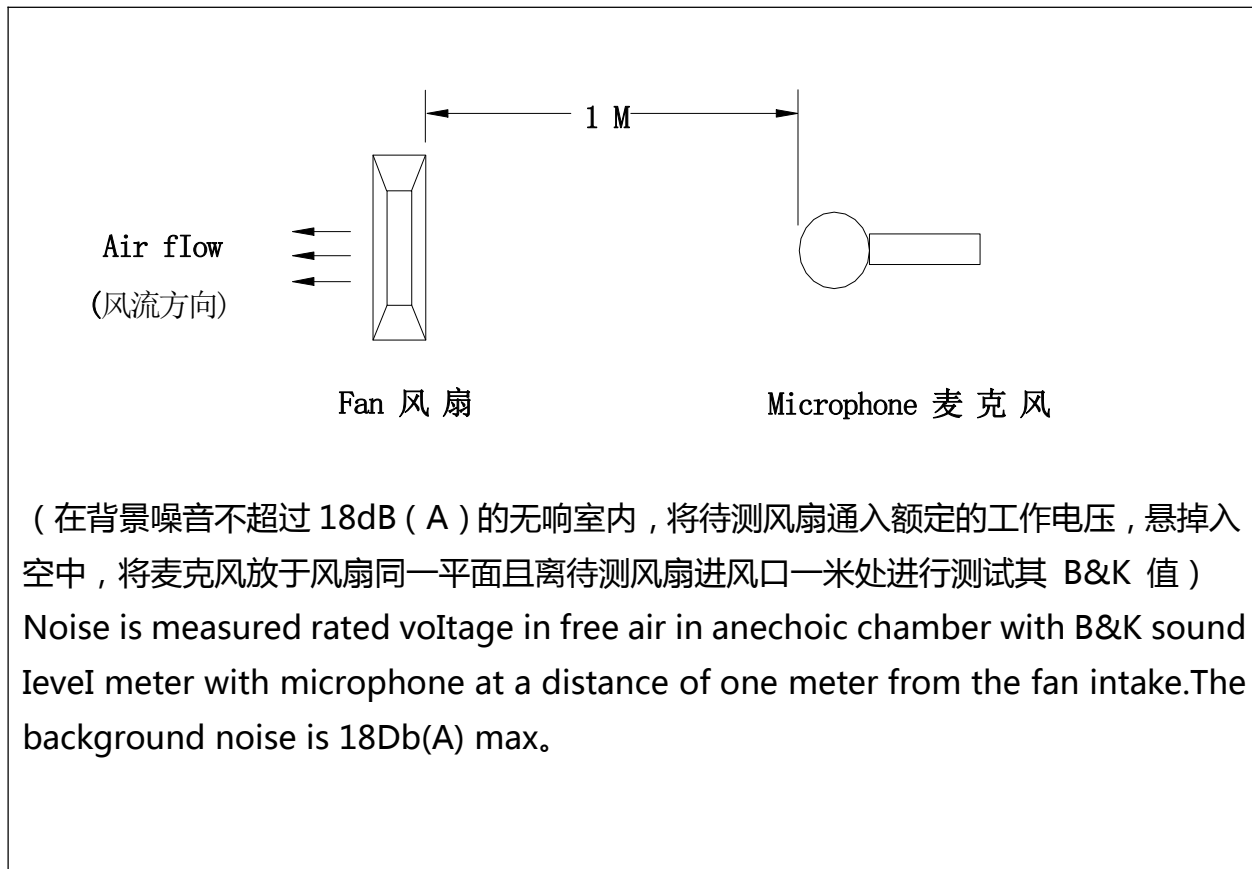 1 M
Air fIow
(风流方向)
Fan 风 扇
Microphone 麦 克 风
（在背景噪音不超过 18dB（A）的无响室内，将待测风扇通入额定的工作电压，悬掉入
空中，将麦克风放于风扇同一平面且离待测风扇进风口一米处进行测试其 B&K 值）
Noise is measured rated voItage in free air in anechoic chamber with B&K sound
IeveI meter with microphone at a distance of one meter from the fan intake.The
background noise is 18Db(A) max。